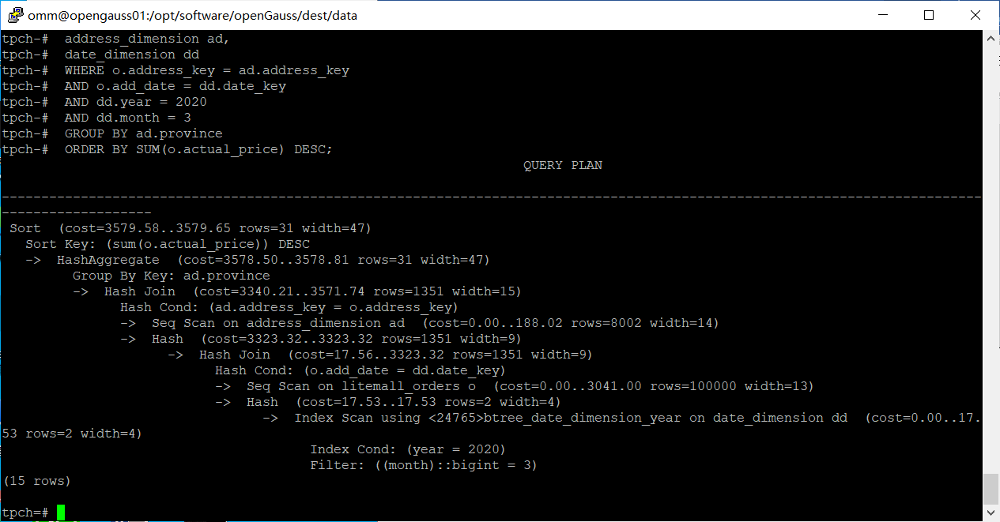 omm@opengauss01:/opt/software/openGauss/dest/data
tpch-#  address_dimension ad,
tpch-#  date_dimension dd
tpch-#  WHERE o.address_key = ad.address_key
tpch-#  AND o.add_date = dd.date_key
tpch-#  AND dd.year = 2020
tpch-#  AND dd.month = 3
tpch-#  GROUP BY ad.province
tpch-#  ORDER BY SUM(o.actual_price) DESC;
QUERY PLAN
----------------------------------------------------------------------------------------------------------------------------
-------------------
Sort  (cost=3579.58..3579.65 rows=31 width=47)
Sort Key: (sum(o.actual_price)) DESC
->  HashAggregate  (cost=3578.50..3578.81 rows=31 width=47)
Group By Key: ad.province
->  Hash Join  (cost=3340.21..3571.74 rows=1351 width=15)
Hash Cond: (ad.address_key = o.address_key)
->  Seq Scan on address_dimension ad  (cost=0.00..188.02 rows=8002 width=14)
->  Hash  (cost=3323.32..3323.32 rows=1351 width=9)
->  Hash Join  (cost=17.56..3323.32 rows=1351 width=9)
Hash Cond: (o.add_date = dd.date_key)
->  Seq Scan on litemall_orders o  (cost=0.00..3041.00 rows=100000 width=13)
->  Hash  (cost=17.53..17.53 rows=2 width=4)
->  Index Scan using <24765>btree_date_dimension_year on date_dimension dd  (cost=0.00..17.
53 rows=2 width=4)
Index Cond: (year = 2020)
Filter: ((month)::bigint = 3)
(15 rows)
tpch=#